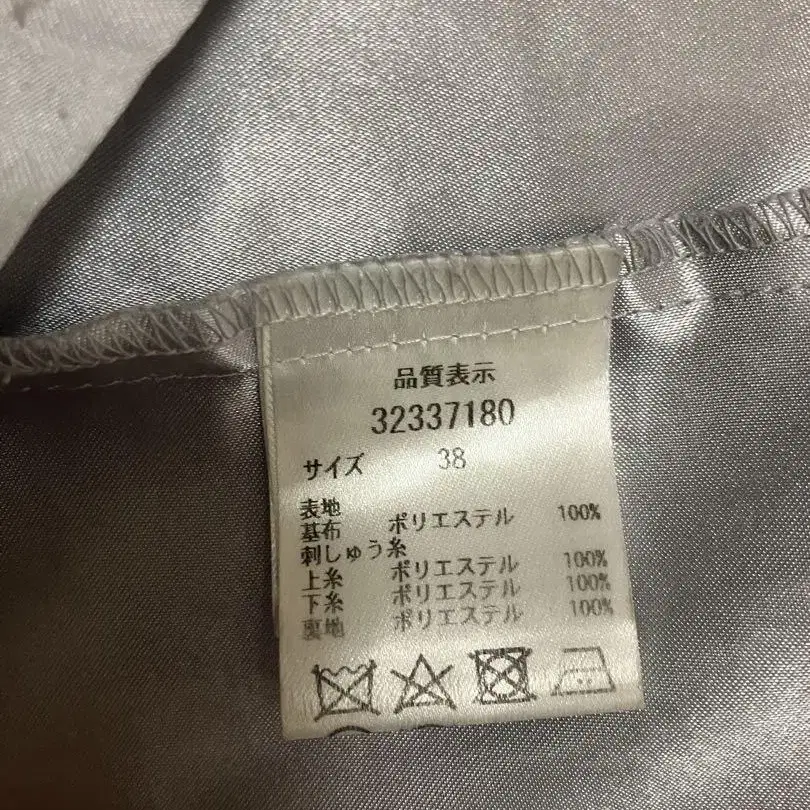 品質表示
32337180
サイズ 38
表地
基布 ポリエステル 100%
刺しゅう糸
上糸 ポリエステル 100%
下糸 ポリエステル 100%
裏地 ポリエステル 100%